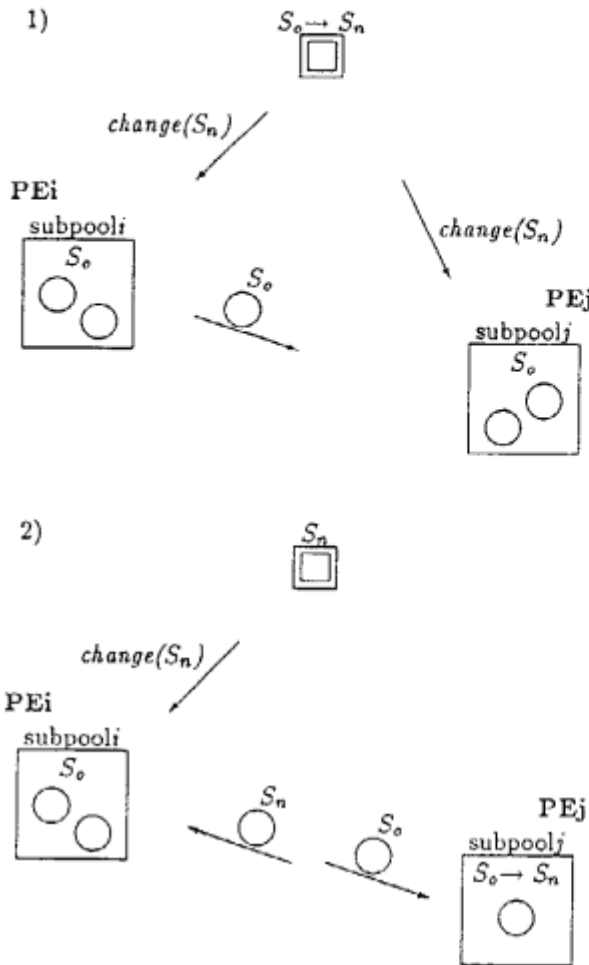 1)
Sₒ → Sₙ
change(Sₙ)
PEi
subpooli
Sₒ
Sₒ
change(Sₙ)
PEj
subpoolj
Sₒ
2)
Sₙ
change(Sₙ)
PEi
subpooli
Sₒ
Sₙ
Sₒ
PEj
subpoolj
Sₒ → Sₙ